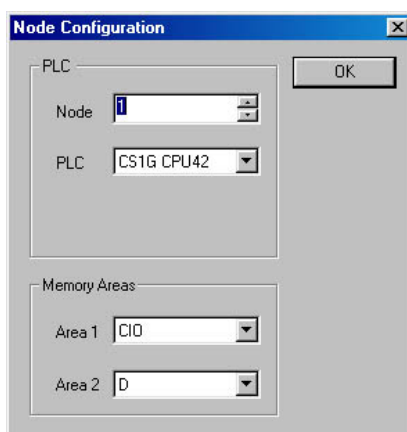 Node Configuration
PLC
OK
Node 1
PLC CS1G CPU42
Memory Areas
Area 1 CIO
Area 2 D